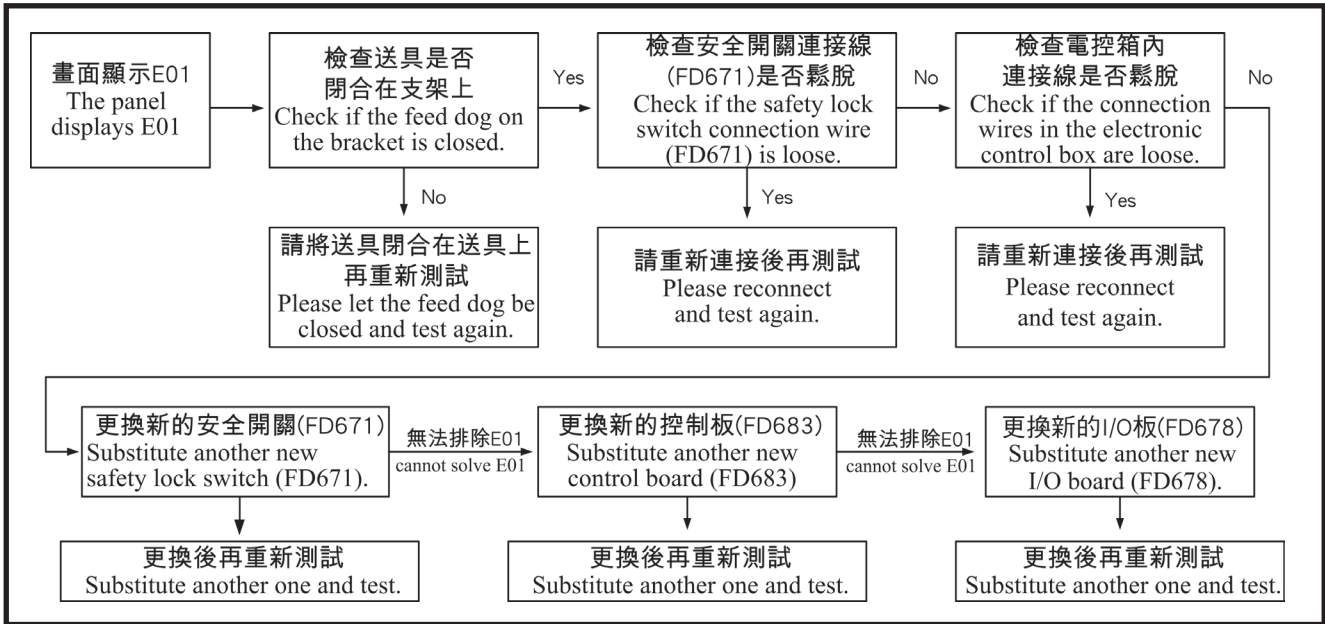 畫面顯示E01
The panel
displays E01
檢查送具是否
閉合在支架上
Check if the feed dog on
the bracket is closed.
Yes
檢查安全開關連接線
(FD671)是否鬆脫
Check if the safety lock
switch connection wire
(FD671) is loose.
No
檢查電控箱內
連接線是否鬆脫
Check if the connection
wires in the electronic
control box are loose.
No
No
Yes
Yes
請將送具閉合在送具上
再重新測試
Please let the feed dog be
closed and test again.
請重新連接後再測試
Please reconnect
and test again.
請重新連接後再測試
Please reconnect
and test again.
更換新的安全開關(FD671)
Substitute another new
safety lock switch (FD671).
無法排除E01
cannot solve E01
更換新的控制板(FD683)
Substitute another new
control board (FD683)
無法排除E01
cannot solve E01
更換新的I/O板(FD678)
Substitute another new
I/O board (FD678).
更換後再重新測試
Substitute another one and test.
更換後再重新測試
Substitute another one and test.
更換後再重新測試
Substitute another one and test.